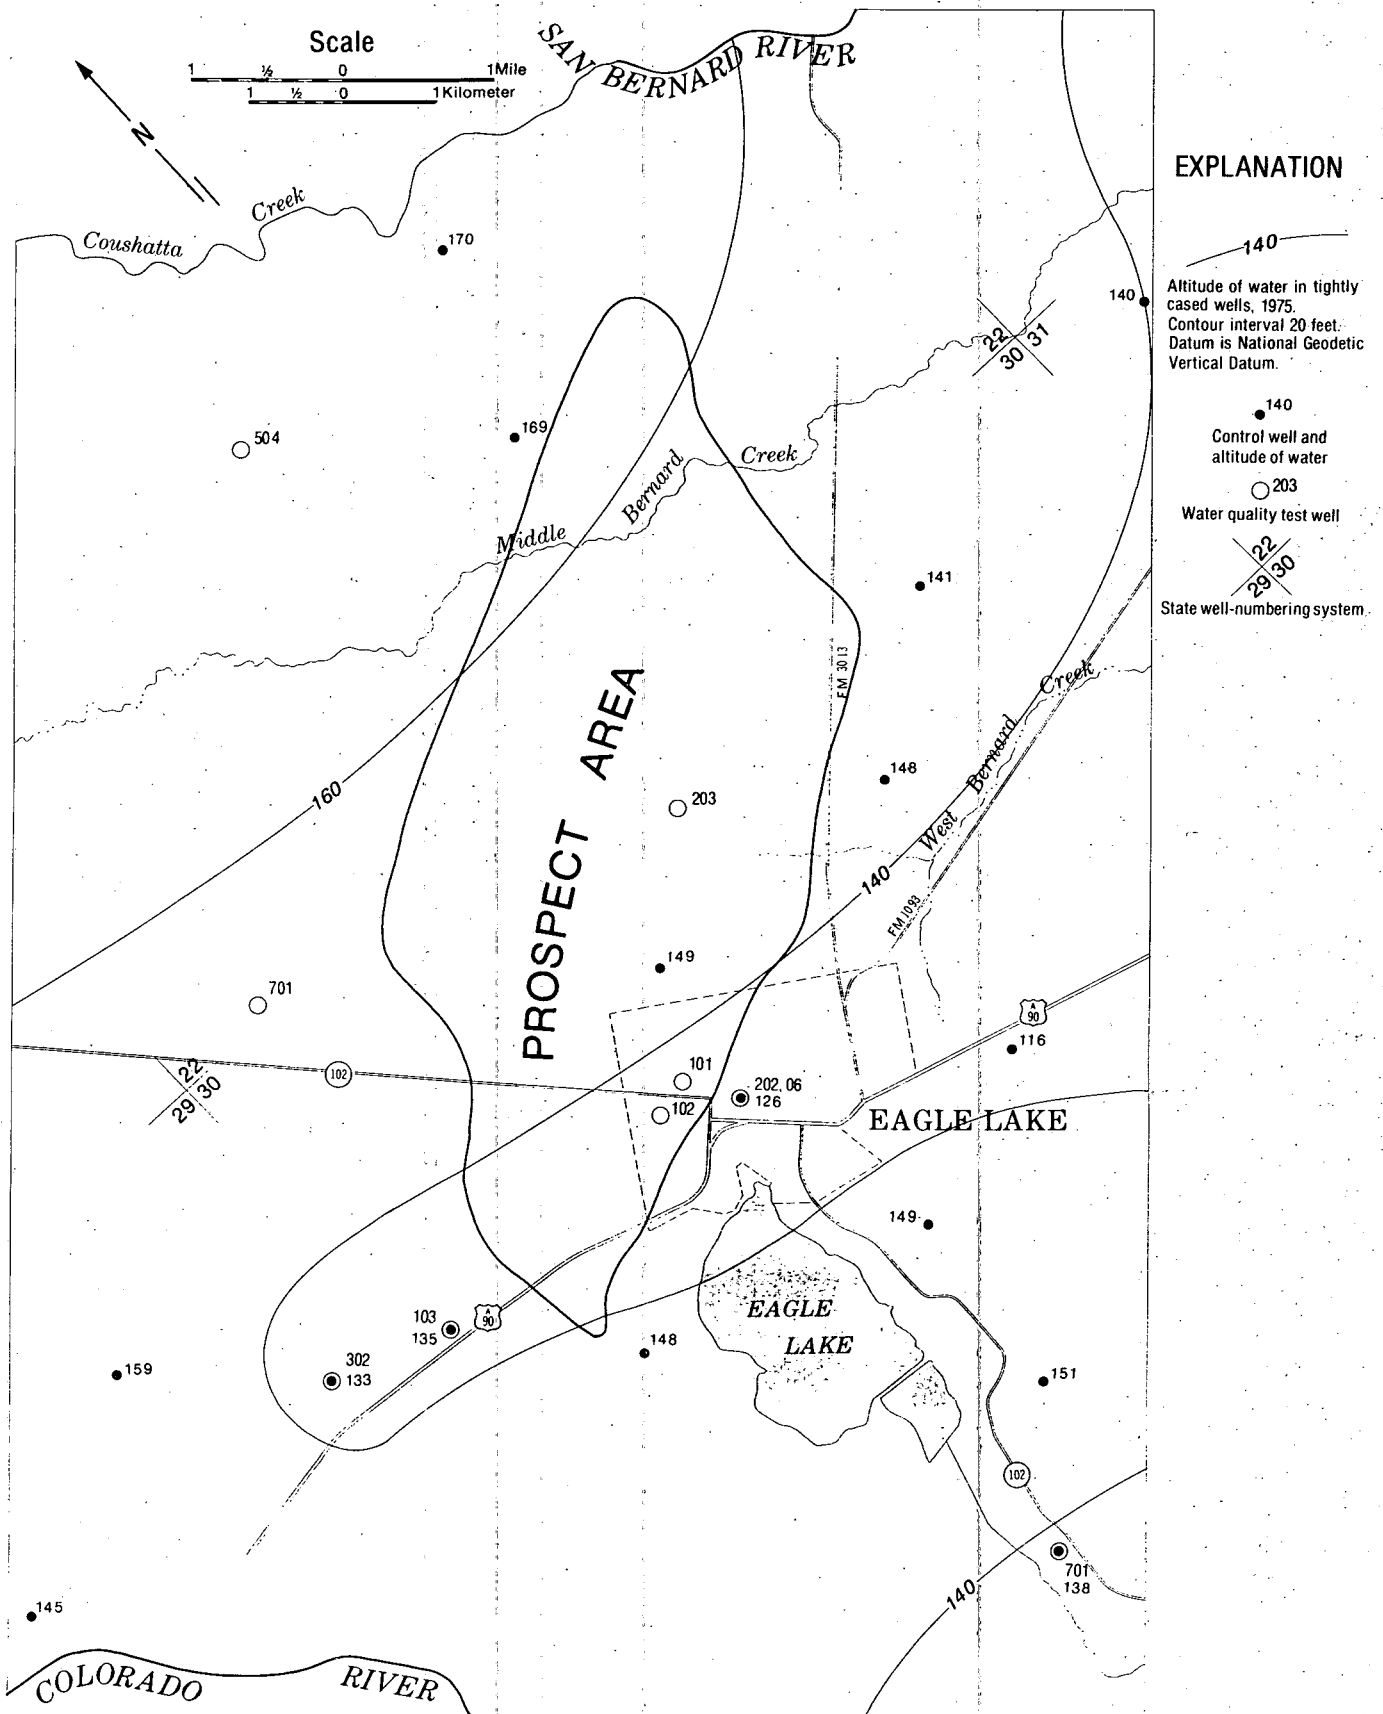 Scale
1 ½ 0 1 Mile
1 ½ 0 1 Kilometer
N
SAN BERNARD RIVER
Coushatta Creek
170
EXPLANATION
140
Altitude of water in tightly
cased wells, 1975.
Contour interval 20 feet.
Datum is National Geodetic
Vertical Datum.
140
Control well and
altitude of water
203
Water quality test well
22
29 30
State well-numbering system
140
22
30 31
504
169
Middle Bernard Creek
141
FM 3013
PROSPECT AREA
West Bernard Creek
148
160
203
140
FM 1093
149
701
A
90
116
22
29 30
102
101
102
202, 06
126
EAGLE LAKE
149
EAGLE
LAKE
103
135
A
90
302
133
148
159
151
102
701
138
140
145
COLORADO RIVER